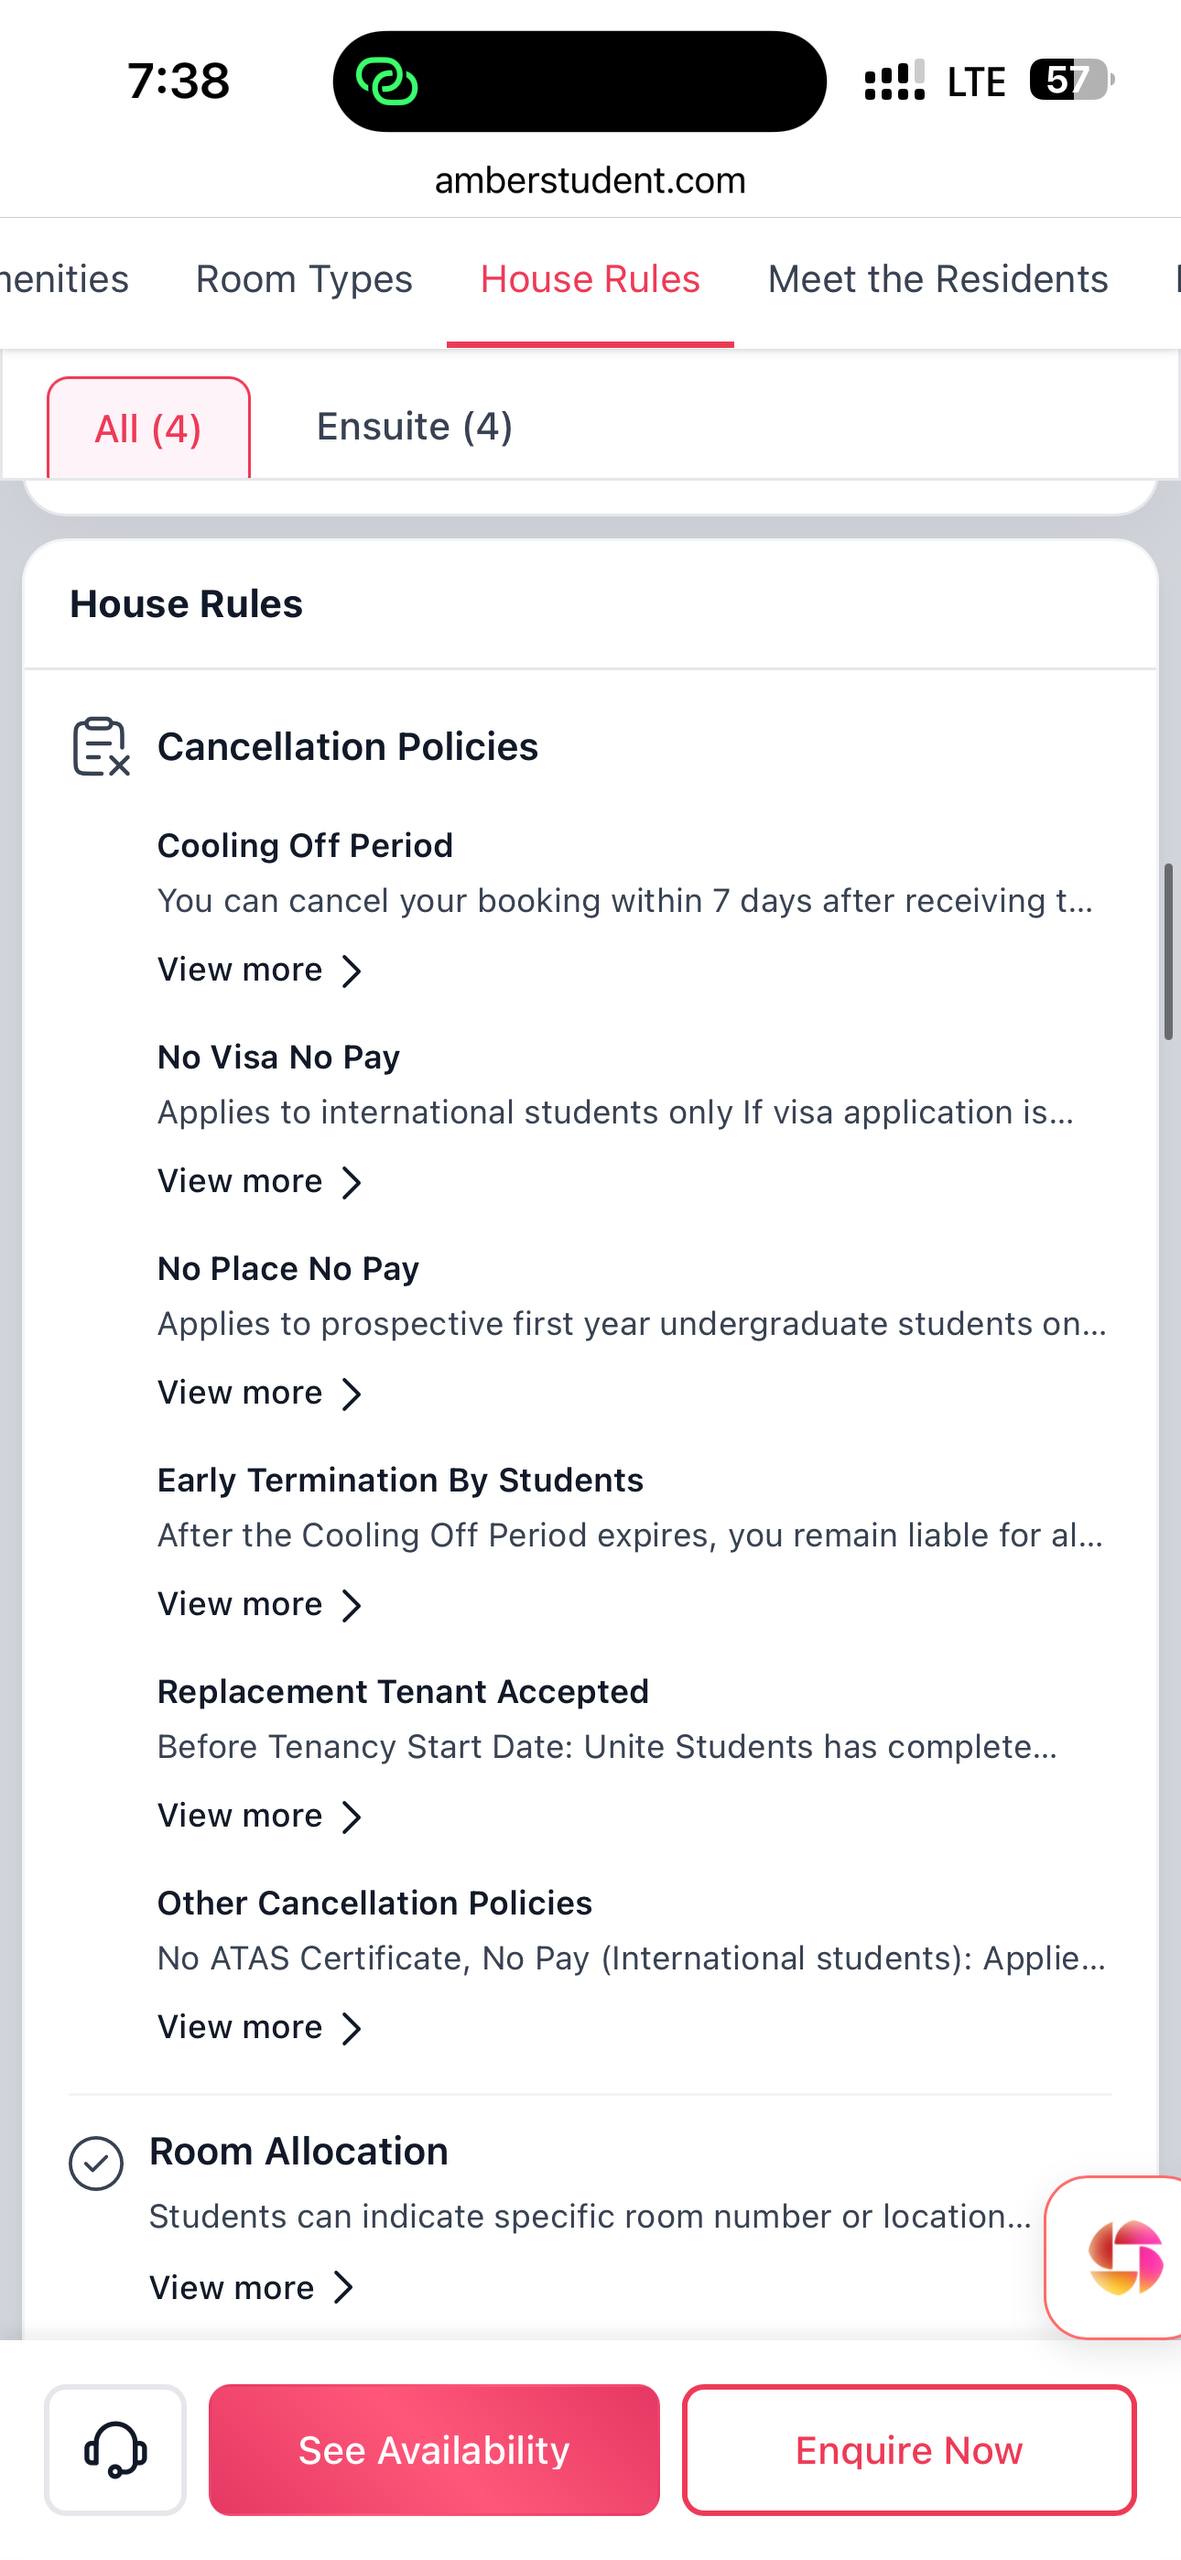 7:38
LTE
57
amberstudent.com
menities Room Types House Rules Meet the Residents
All (4) Ensuite (4)
House Rules
Cancellation Policies
Cooling Off Period
You can cancel your booking within 7 days after receiving t...
View more
No Visa No Pay
Applies to international students only If visa application is...
View more
No Place No Pay
Applies to prospective first year undergraduate students on...
View more
Early Termination By Students
After the Cooling Off Period expires, you remain liable for al...
View more
Replacement Tenant Accepted
Before Tenancy Start Date: Unite Students has complete...
View more
Other Cancellation Policies
No ATAS Certificate, No Pay (International students): Applie...
View more
Room Allocation
Students can indicate specific room number or location...
View more
See Availability Enquire Now